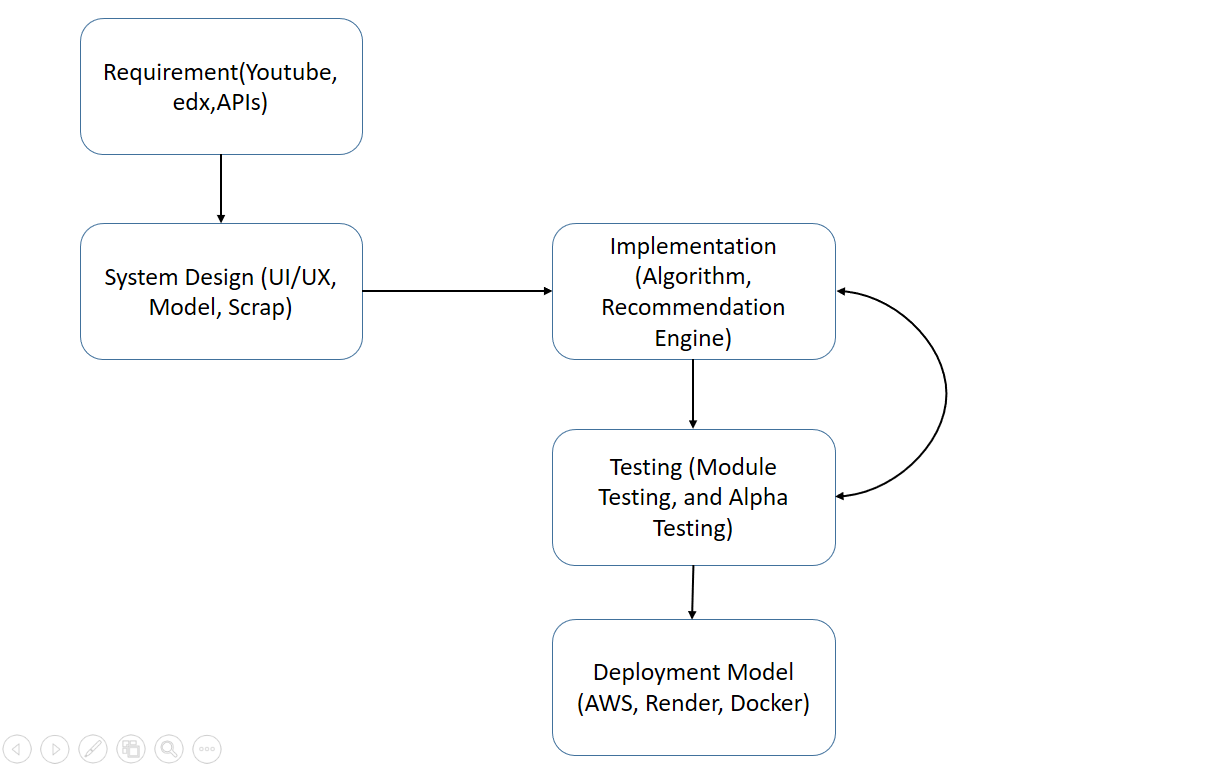 Requirement(Youtube,
edx,APIs)
System Design (UI/UX,
Model, Scrap)
Implementation
(Algorithm,
Recommendation
Engine)
Testing (Module
Testing, and Alpha
Testing)
Deployment Model
(AWS, Render, Docker)